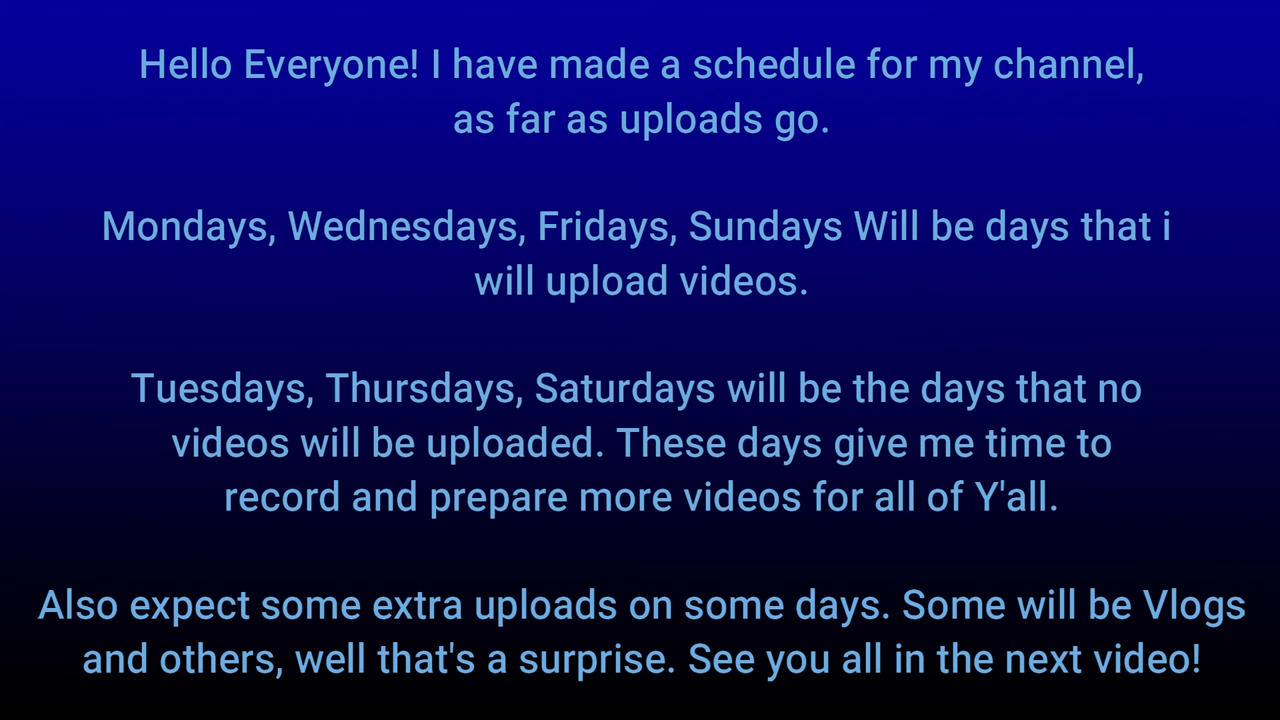 Hello Everyone! I have made a schedule for my channel,
as far as uploads go.
Mondays, Wednesdays, Fridays, Sundays Will be days that i
will upload videos.
Tuesdays, Thursdays, Saturdays will be the days that no
videos will be uploaded. These days give me time to
record and prepare more videos for all of Y'all.
Also expect some extra uploads on some days. Some will be Vlogs
and others, well that's a surprise. See you all in the next video!